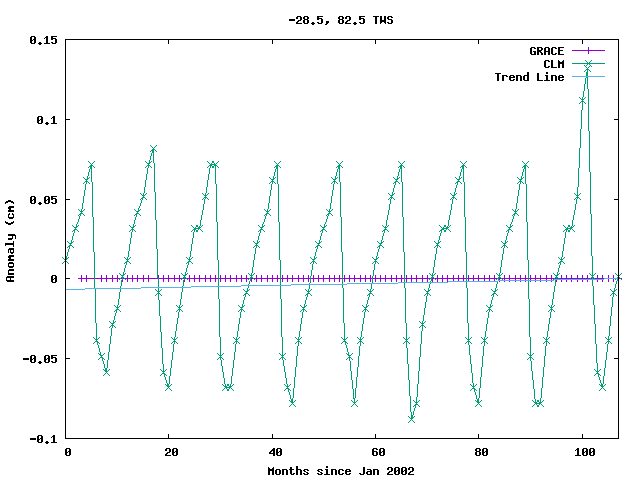 -28.5, 82.5 TWS
GRACE
CLM
Trend Line
0.15
0.1
0.05
0
-0.05
-0.1
Anomaly (cm)
0 20 40 60 80 100
Months since Jan 2002